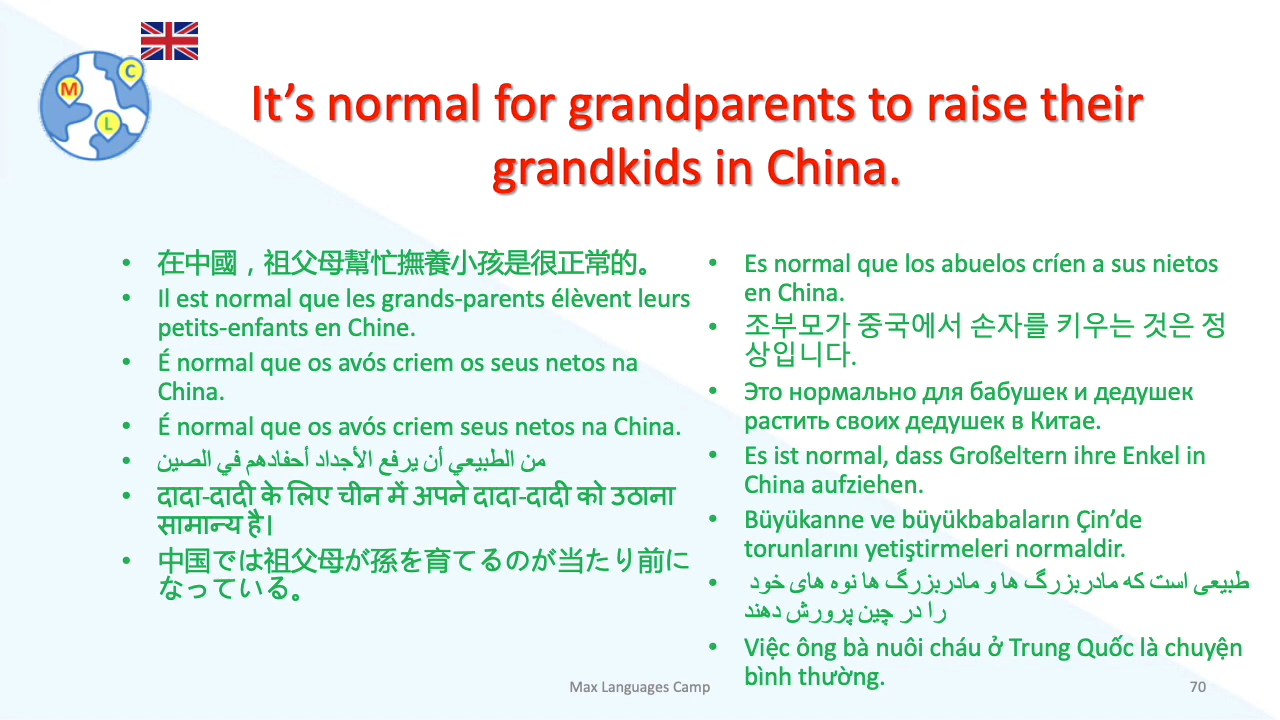 M
C
L
It’s normal for grandparents to raise their
grandkids in China.
• 在中國，祖父母幫忙撫養小孩是很正常的。
• Il est normal que les grands-parents élèvent leurs
petits-enfants en Chine.
• É normal que os avós criem os seus netos na
China.
• É normal que os avós criem seus netos na China.
• من الطبيعي أن يرفع الأجداد أحفادهم في الصين
• दादा-दादी के लिए चीन में अपने दादा-दादी को उठाना
सामान्य है।
• 中国では祖父母が孫を育てるのが当たり前に
なっている。
• Es normal que los abuelos críen a sus nietos
en China.
• 조부모가 중국에서 손자를 키우는 것은 정
상입니다.
• Это нормально для бабушек и дедушек
растить своих дедушек в Китае.
• Es ist normal, dass Großeltern ihre Enkel in
China aufziehen.
• Büyükanne ve büyükbabaların Çin’de
torunlarını yetiştirmeleri normaldir.
• طبیعی است که مادربزرگ ها و مادربزرگ ها نوه های خود
را در چین پرورش دهند
• Việc ông bà nuôi cháu ở Trung Quốc là chuyện
bình thường.
Max Languages Camp
70